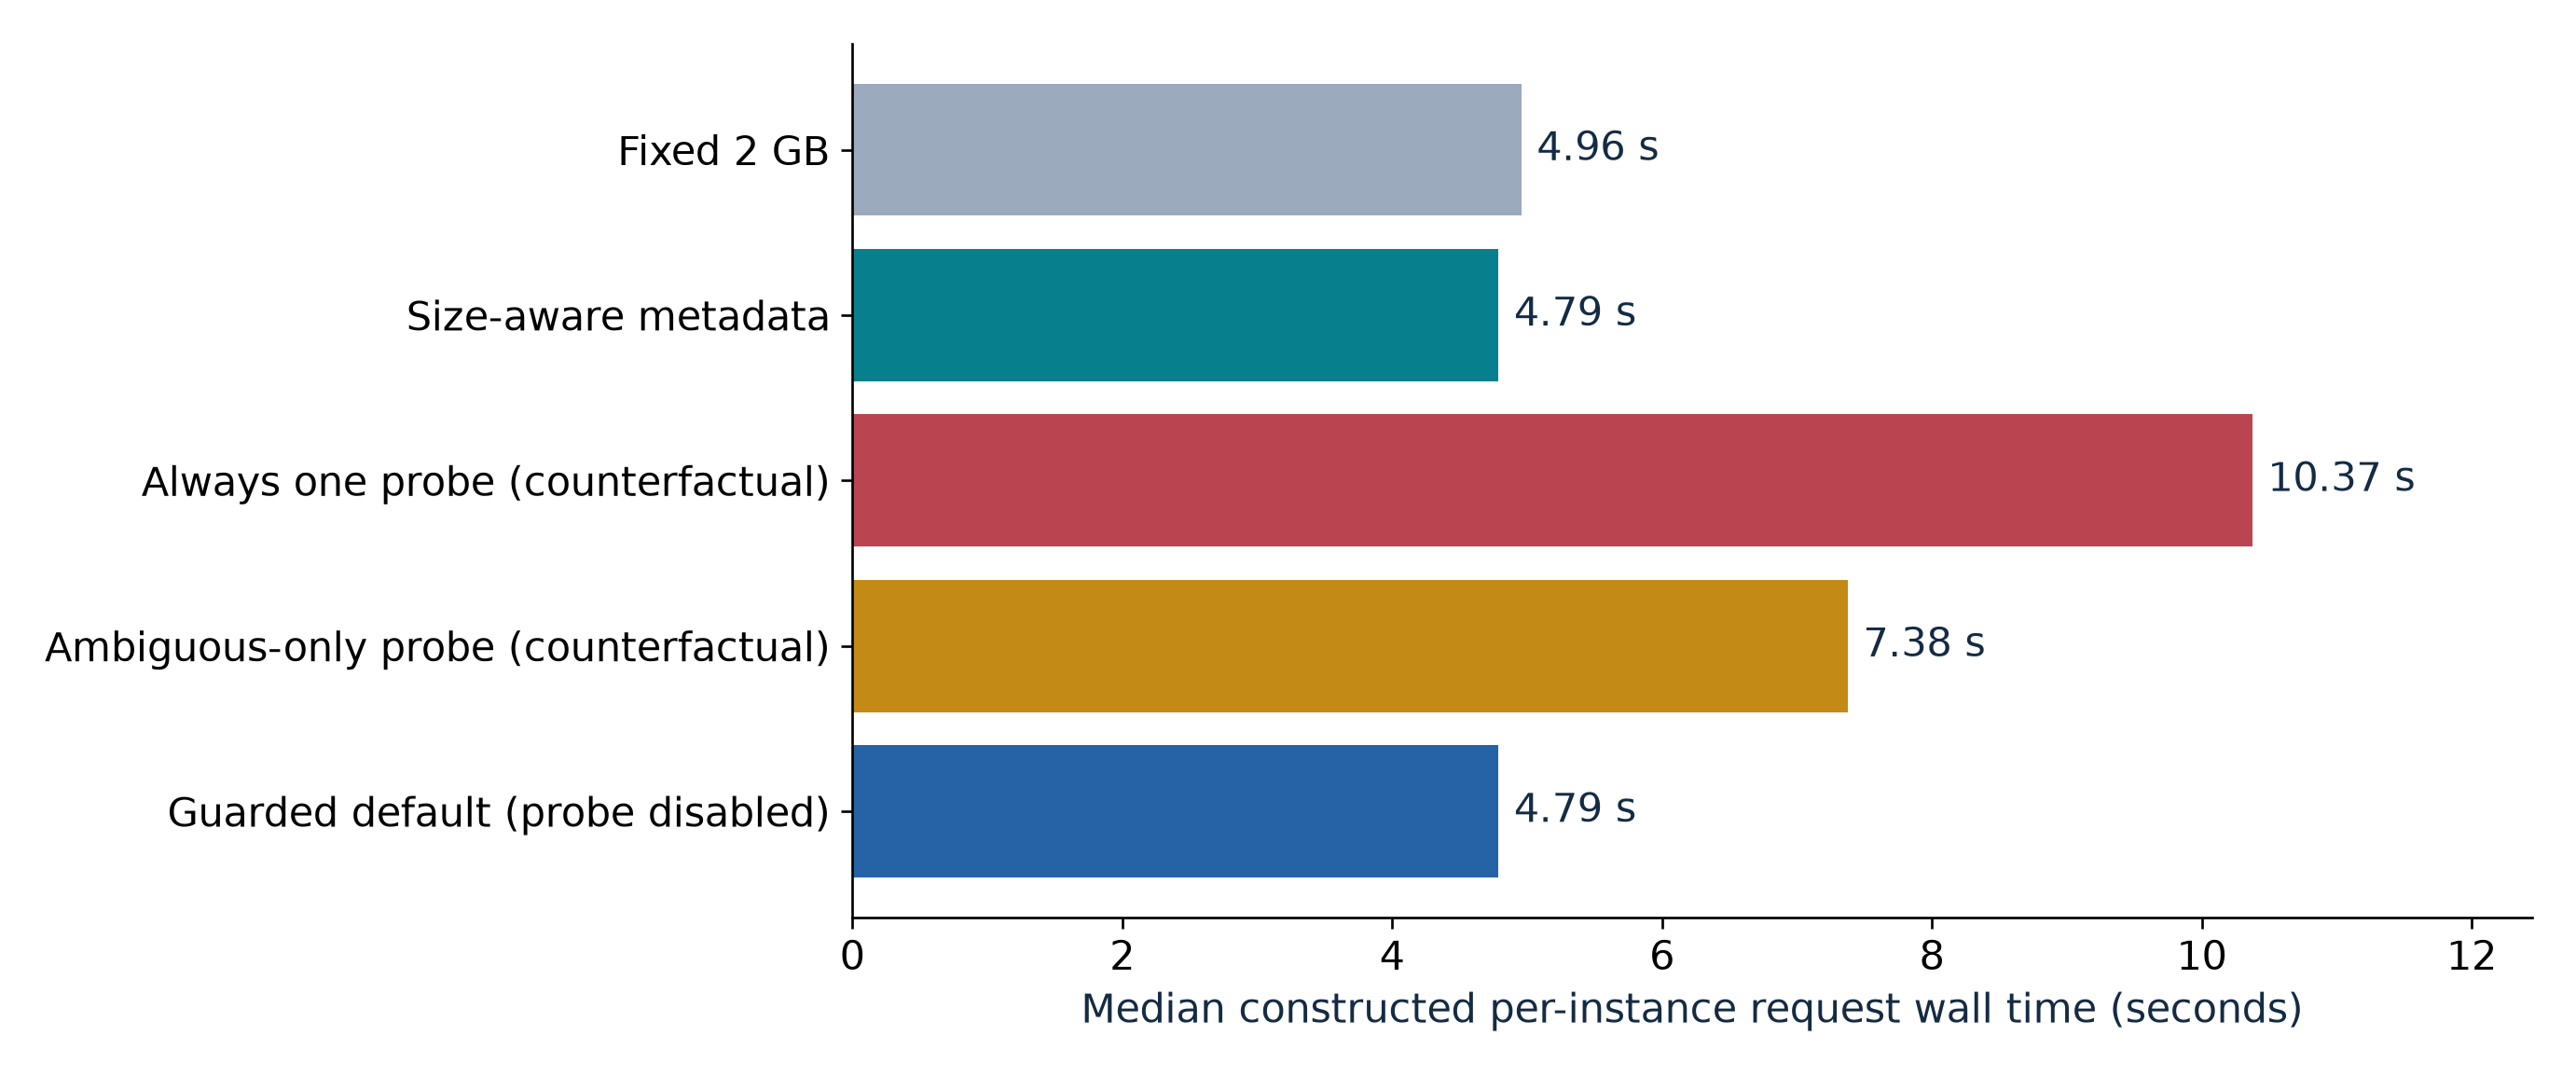 Fixed 2 GB
4.96 s
Size-aware metadata
4.79 s
Always one probe (counterfactual)
10.37 s
Ambiguous-only probe (counterfactual)
7.38 s
Guarded default (probe disabled)
4.79 s
0 2 4 6 8 10 12
Median constructed per-instance request wall time (seconds)